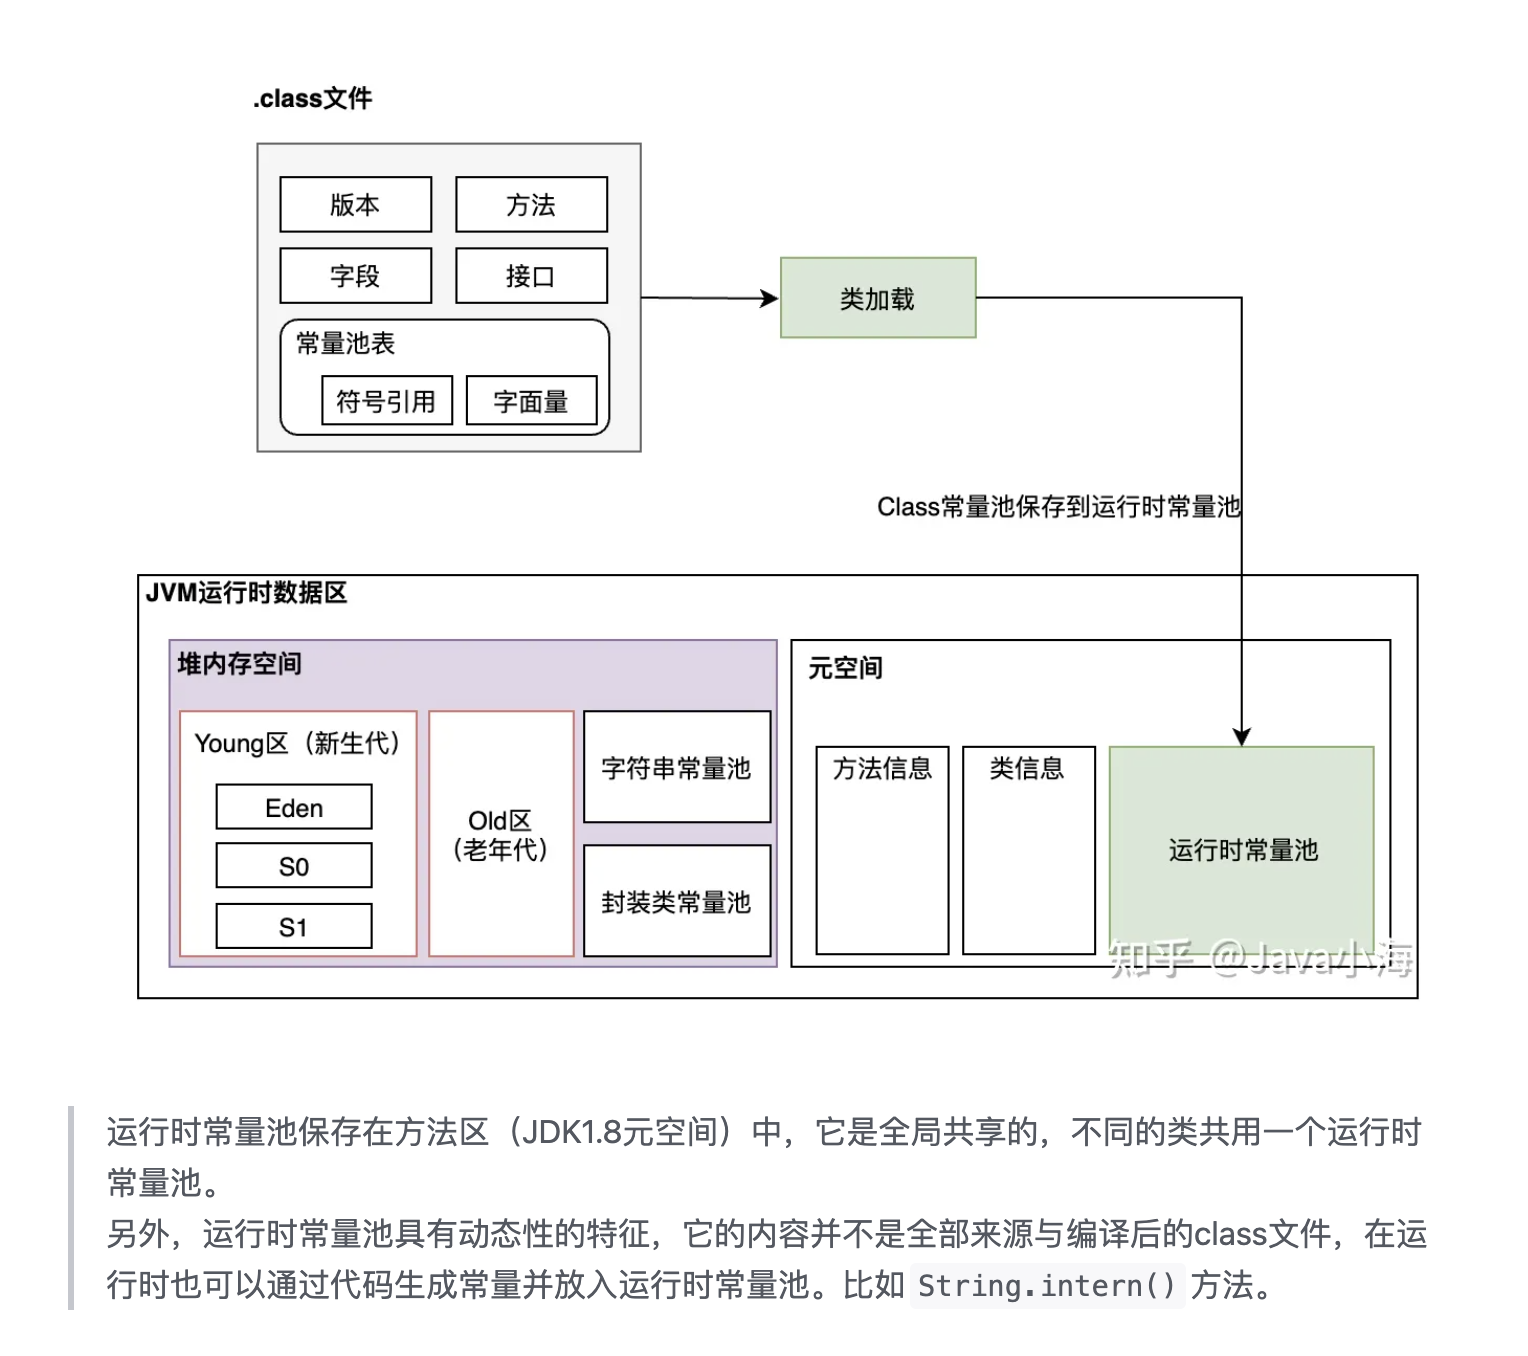 .class文件
版本
方法
字段
接口
常量池表
符号引用
字面量
类加载
Class常量池保存到运行时常量池
JVM运行时数据区
堆内存空间
Young区（新生代）
Eden
S0
S1
Old区
（老年代）
字符串常量池
封装类常量池
元空间
方法信息
类信息
运行时常量池
知乎 @Java小海
运行时常量池保存在方法区（JDK1.8元空间）中，它是全局共享的，不同的类共用一个运行时
常量池。
另外，运行时常量池具有动态性的特征，它的内容并不是全部来源与编译后的class文件，在运
行时也可以通过代码生成常量并放入运行时常量池。比如 String.intern() 方法。